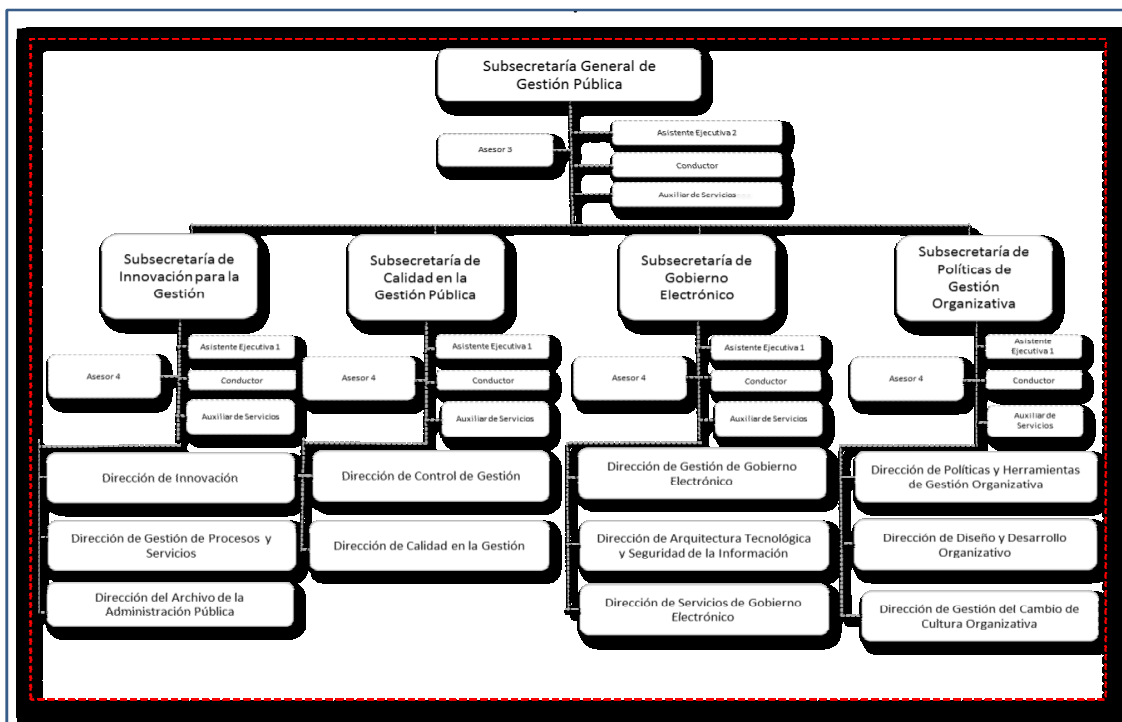 Subsecretaría General de
Gestión Pública
Asistente Ejecutiva 2
Asesor 3
Conductor
Auxiliar de Servicios
Subsecretaría de
Innovación para la
Gestión
Subsecretaría de
Calidad en la
Gestión Pública
Subsecretaría de
Gobierno
Electrónico
Subsecretaría de
Políticas de
Gestión
Organizativa
Asistente Ejecutiva 1
Asesor 4
Conductor
Auxiliar de Servicios
Asistente Ejecutiva 1
Asesor 4
Conductor
Auxiliar de Servicios
Asistente Ejecutiva 1
Asesor 4
Conductor
Auxiliar de Servicios
Asistente
Ejecutiva 1
Asesor 4
Conductor
Auxiliar de
Servicios
Dirección de Innovación
Dirección de Gestión de Procesos y
Servicios
Dirección del Archivo de la
Administración Pública
Dirección de Control de Gestión
Dirección de Calidad en la Gestión
Dirección de Gestión de Gobierno
Electrónico
Dirección de Arquitectura Tecnológica
y Seguridad de la Información
Dirección de Servicios de Gobierno
Electrónico
Dirección de Políticas y Herramientas
de Gestión Organizativa
Dirección de Diseño y Desarrollo
Organizativo
Dirección de Gestión del Cambio de
Cultura Organizativa